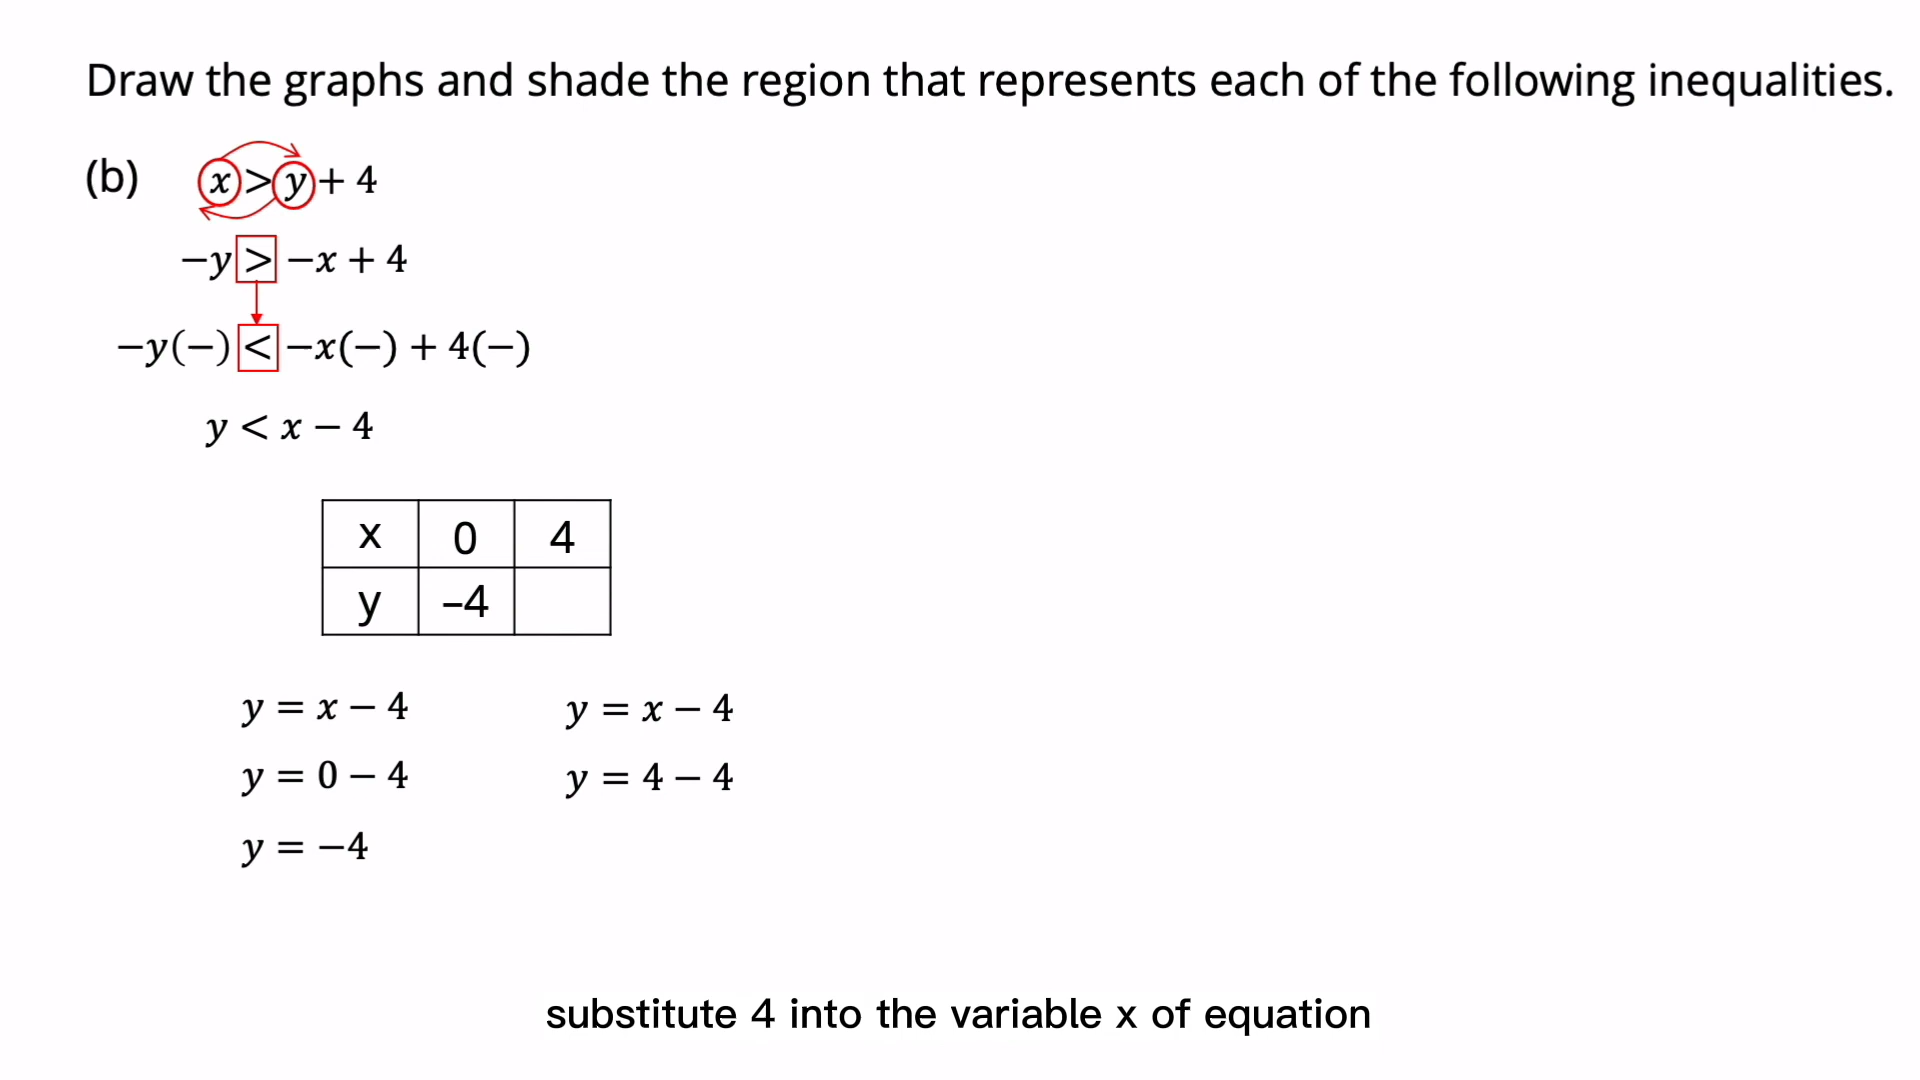 Draw the graphs and shade the region that represents each of the following inequalities.
(b) x > y + 4
−y > −x + 4
−y(−) < −x(−) + 4(−)
y < x − 4
x 0 4
y –4
y = x − 4 y = x − 4
y = 0 − 4 y = 4 − 4
y = −4
substitute 4 into the variable x of equation